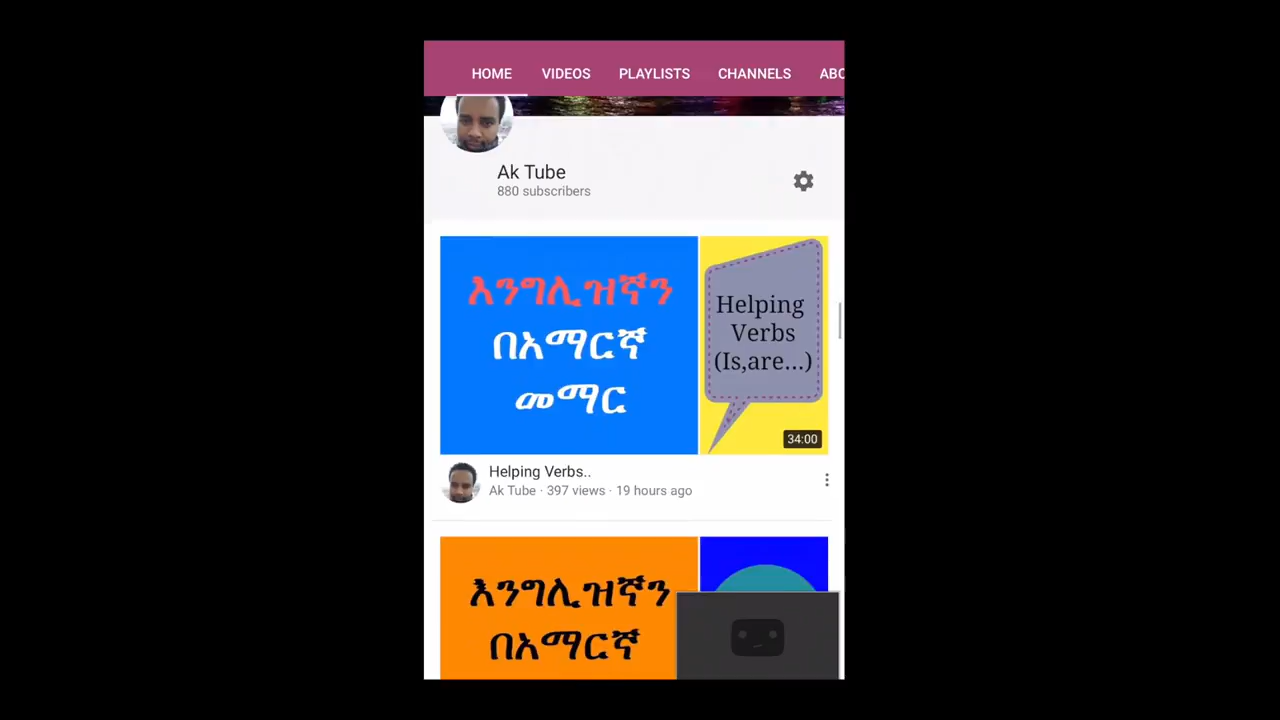 HOME VIDEOS PLAYLISTS CHANNELS ABC
Ak Tube
880 subscribers
እንግሊዝኛን
በአማርኛ
መማር
Helping
Verbs
(Is,are...)
34:00
Helping Verbs..
Ak Tube · 397 views · 19 hours ago
እንግሊዝኛን
በአማርኛ